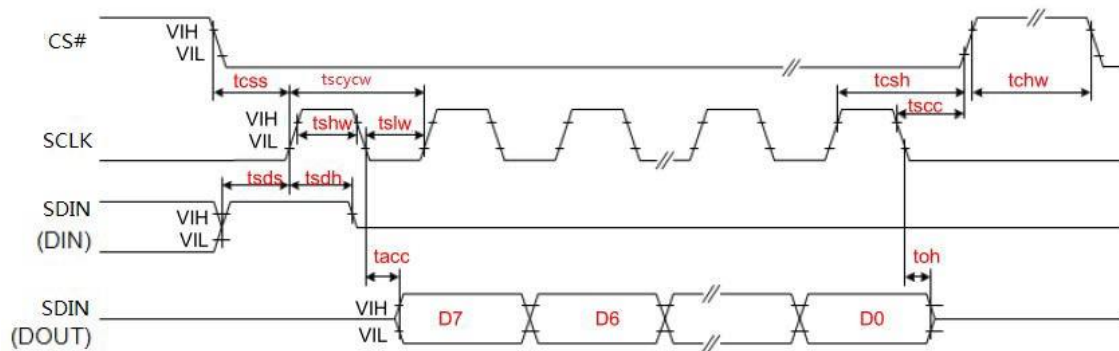 CS#
VIH
VIL
tcss
tscycw
tcsh
tchw
tscc
SCLK
VIH
VIL
tshw
tslw
tsds
tsdh
SDIN
(DIN)
VIH
VIL
tacc
toh
SDIN
(DOUT)
VIH
VIL
D7
D6
D0